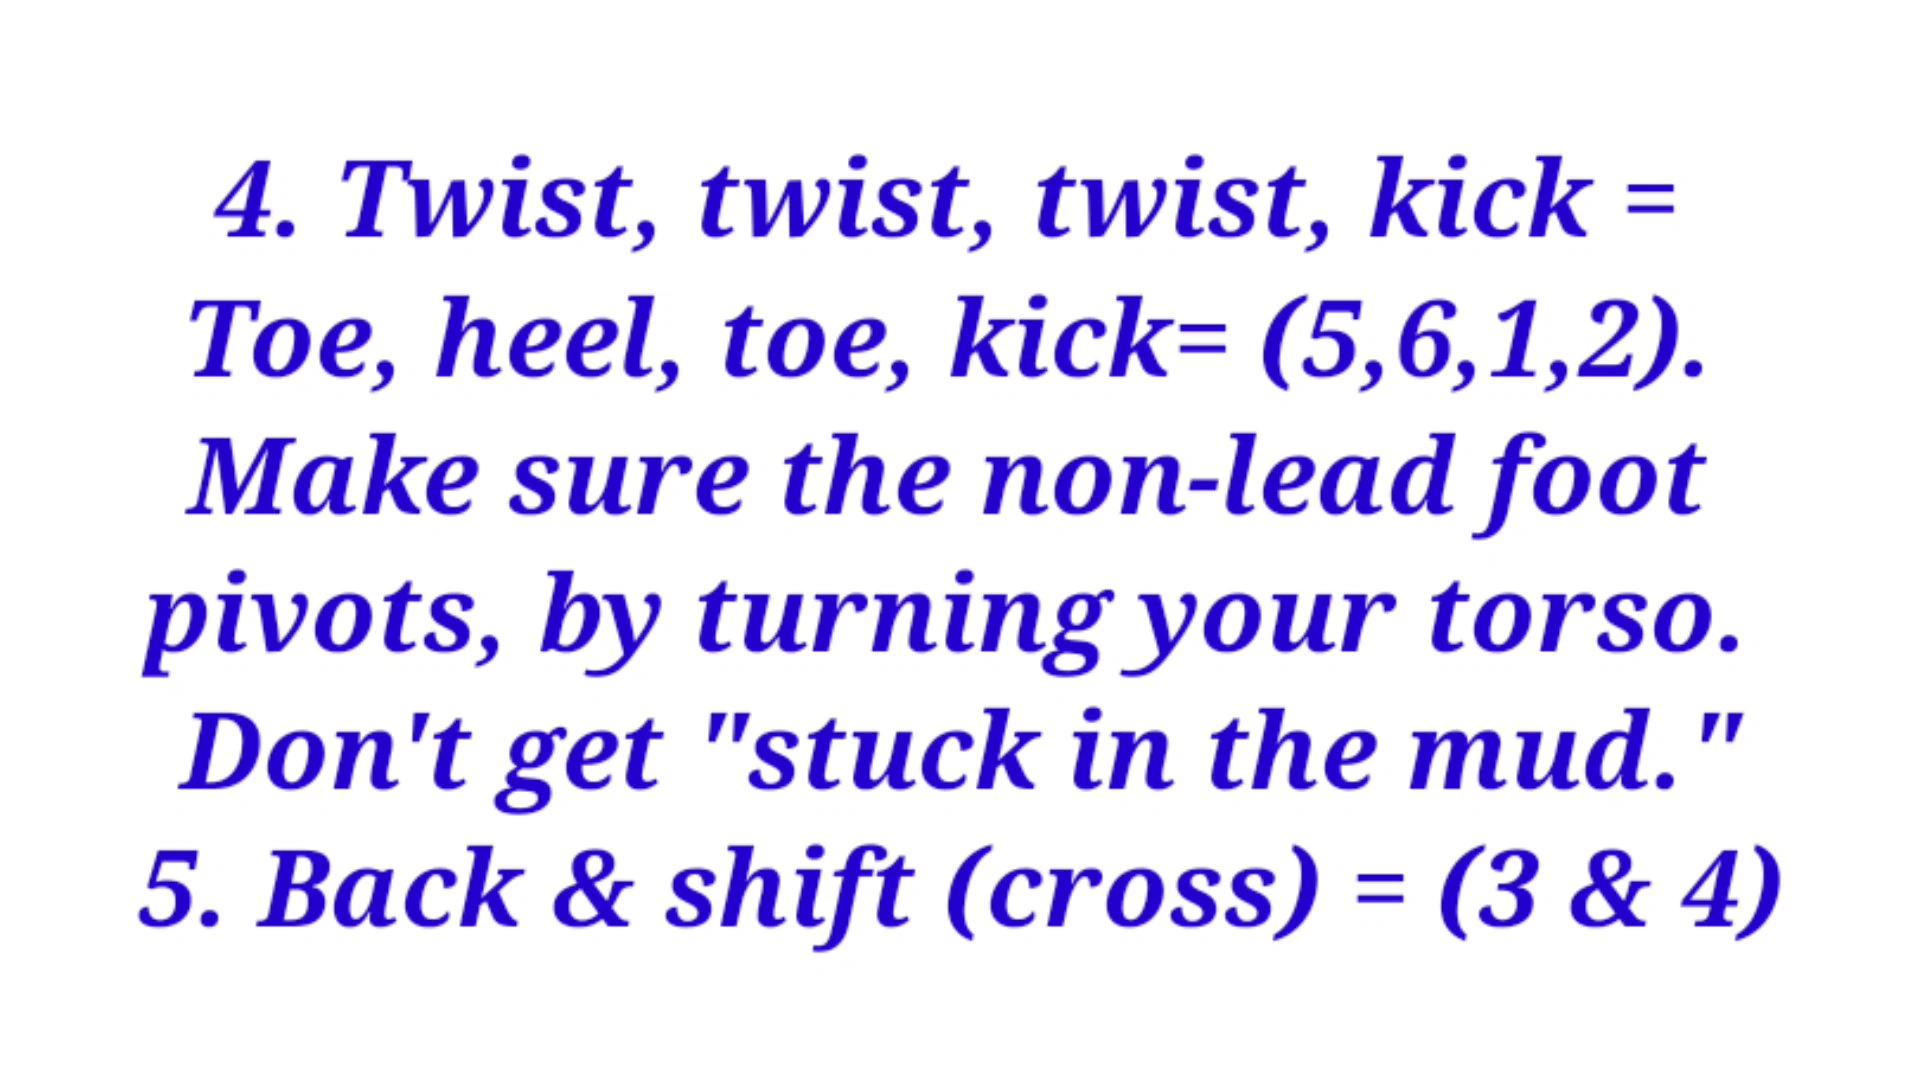 4. Twist, twist, twist, kick =
Toe, heel, toe, kick= (5,6,1,2).
Make sure the non-lead foot
pivots, by turning your torso.
Don't get "stuck in the mud."
5. Back & shift (cross) = (3 & 4)